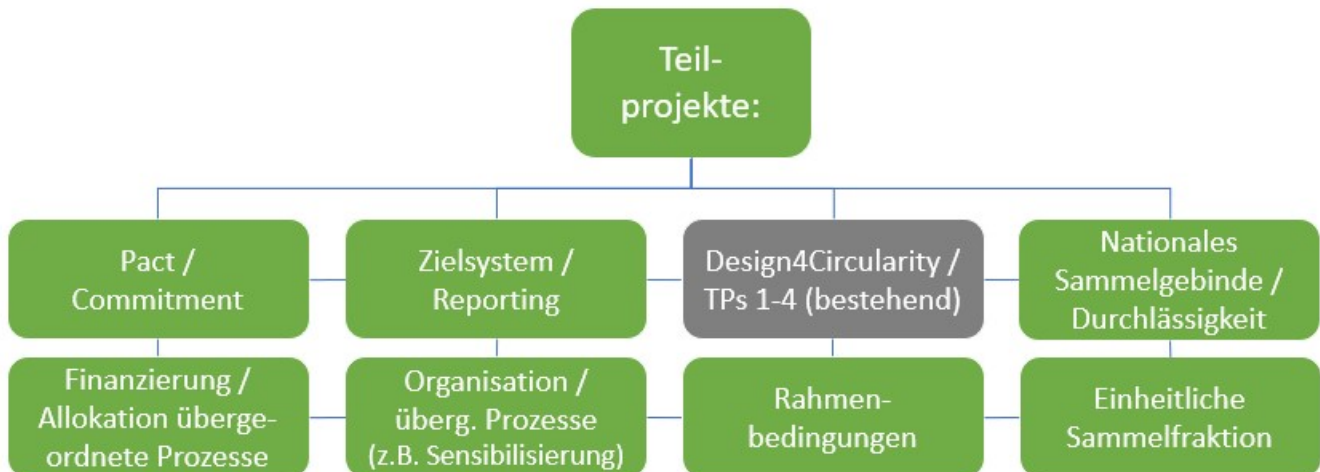 Teil-
projekte:
Pact /
Commitment
Zielsystem /
Reporting
Design4Circularity /
TPs 1-4 (bestehend)
Nationales
Sammelgebinde /
Durchlässigkeit
Finanzierung /
Allokation überge-
ordnete Prozesse
Organisation /
überg. Prozesse
(z.B. Sensibilisierung)
Rahmen-
bedingungen
Einheitliche
Sammelfraktion